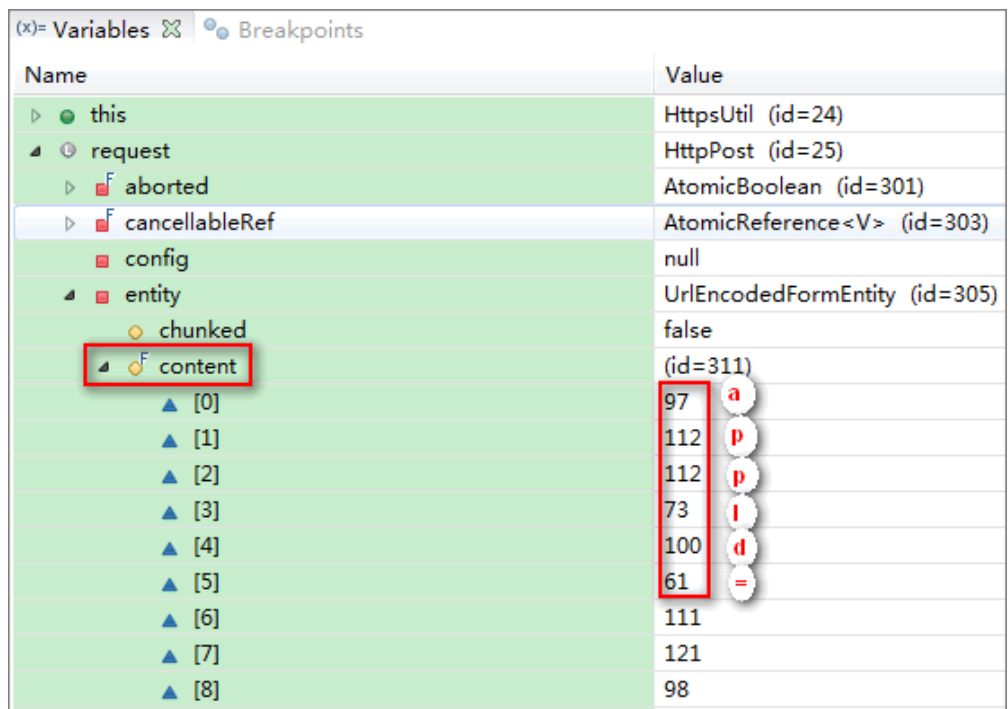 (x)= Variables Breakpoints
Name Value
this HttpsUtil (id=24)
L request HttpPost (id=25)
F aborted AtomicBoolean (id=301)
F cancellableRef AtomicReference<V> (id=303)
config null
entity UrlEncodedFormEntity (id=305)
chunked false
F content (id=311)
[0] 97 a
[1] 112 p
[2] 112 p
[3] 73 I
[4] 100 d
[5] 61 =
[6] 111
[7] 121
[8] 98